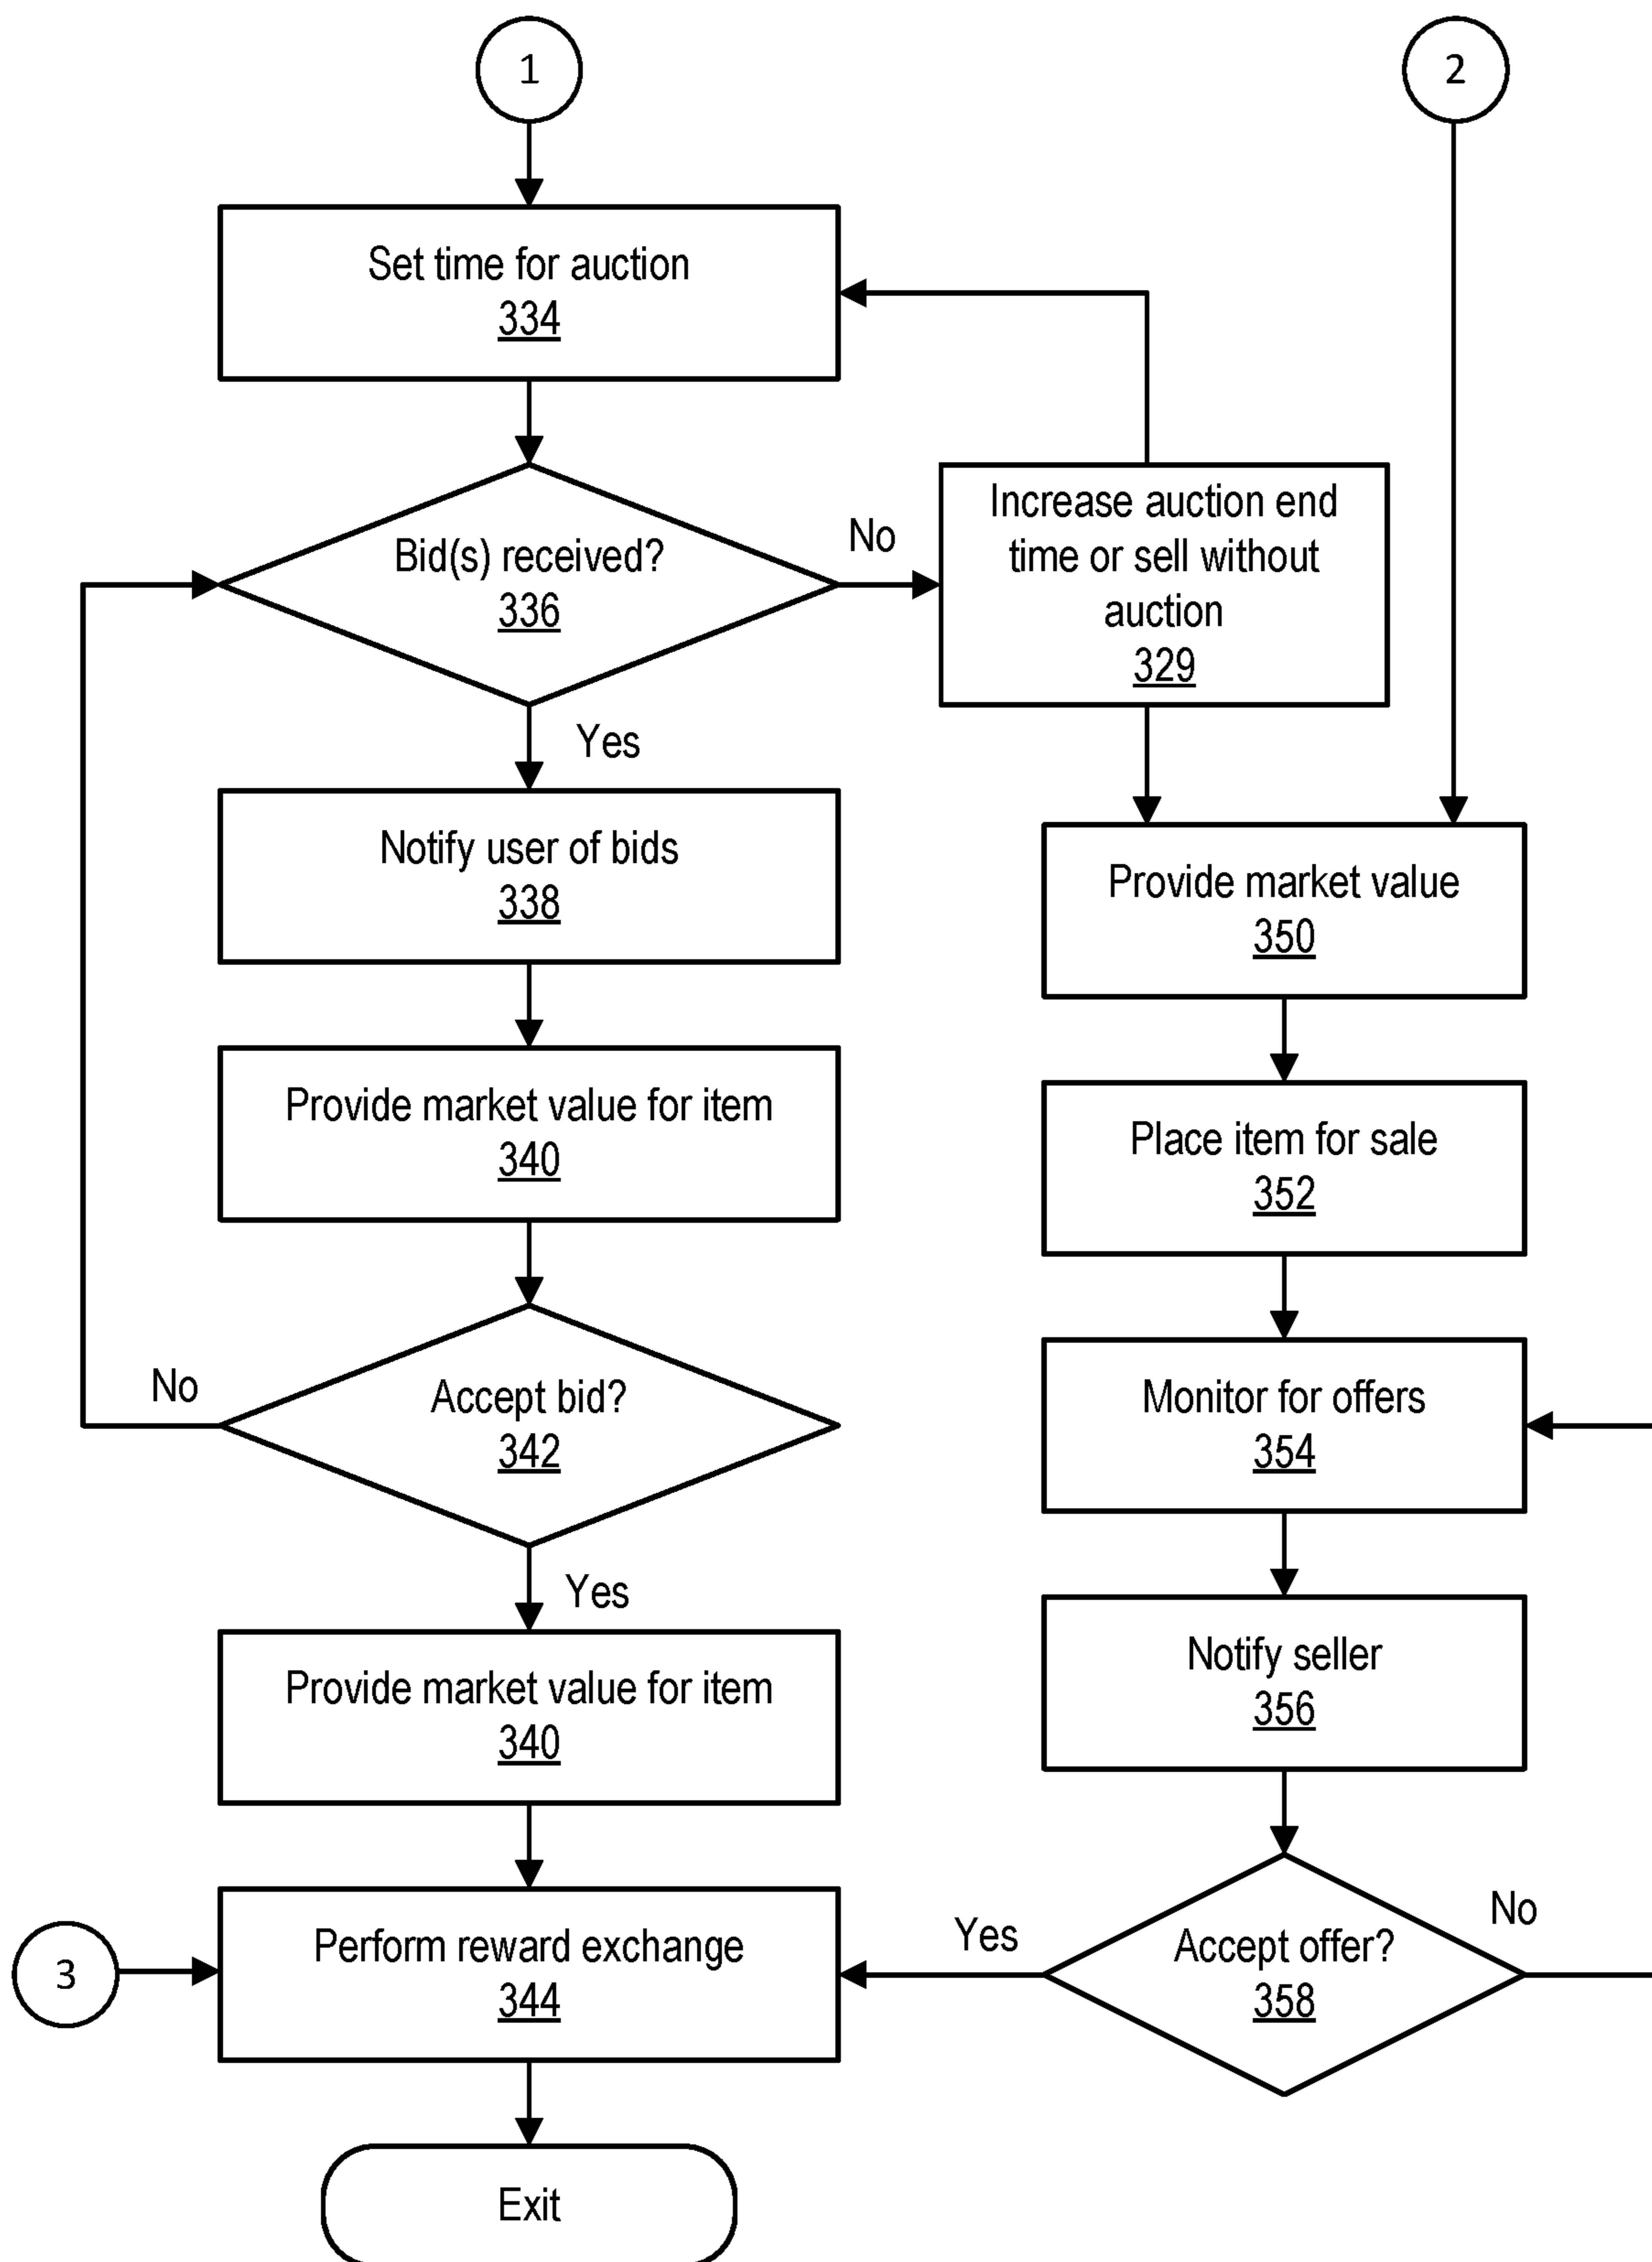 1
2
Set time for auction
334
Bid(s) received?
336
No
Increase auction end
time or sell without
auction
329
Yes
Notify user of bids
338
Provide market value
350
Provide market value for item
340
Place item for sale
352
No
Accept bid?
342
Monitor for offers
354
Yes
Provide market value for item
340
Notify seller
356
3
Perform reward exchange
344
Yes
Accept offer?
358
No
Exit